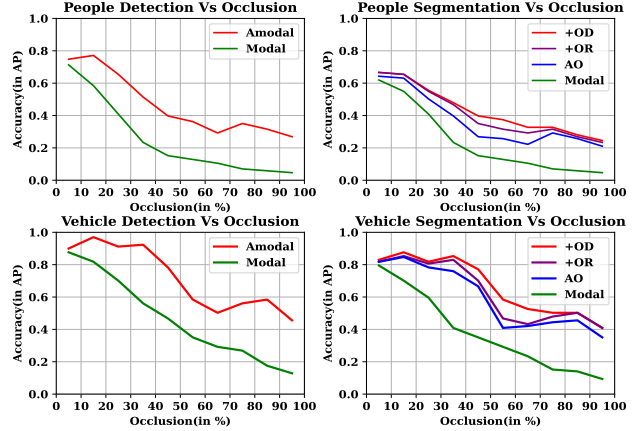 People Detection Vs Occlusion
Accuracy(in AP)
1.0
0.8
0.6
0.4
0.2
0.0
Amodal
Modal
0 10 20 30 40 50 60 70 80 90 100
Occlusion(in %)
People Segmentation Vs Occlusion
Accuracy(in AP)
1.0
0.8
0.6
0.4
0.2
0.0
+OD
+OR
AO
Modal
0 10 20 30 40 50 60 70 80 90 100
Occlusion(in %)
Vehicle Detection Vs Occlusion
Accuracy(in AP)
1.0
0.8
0.6
0.4
0.2
0.0
Amodal
Modal
0 10 20 30 40 50 60 70 80 90 100
Occlusion(in %)
Vehicle Segmentation Vs Occlusion
Accuracy(in AP)
1.0
0.8
0.6
0.4
0.2
0.0
+OD
+OR
AO
Modal
0 10 20 30 40 50 60 70 80 90 100
Occlusion(in %)